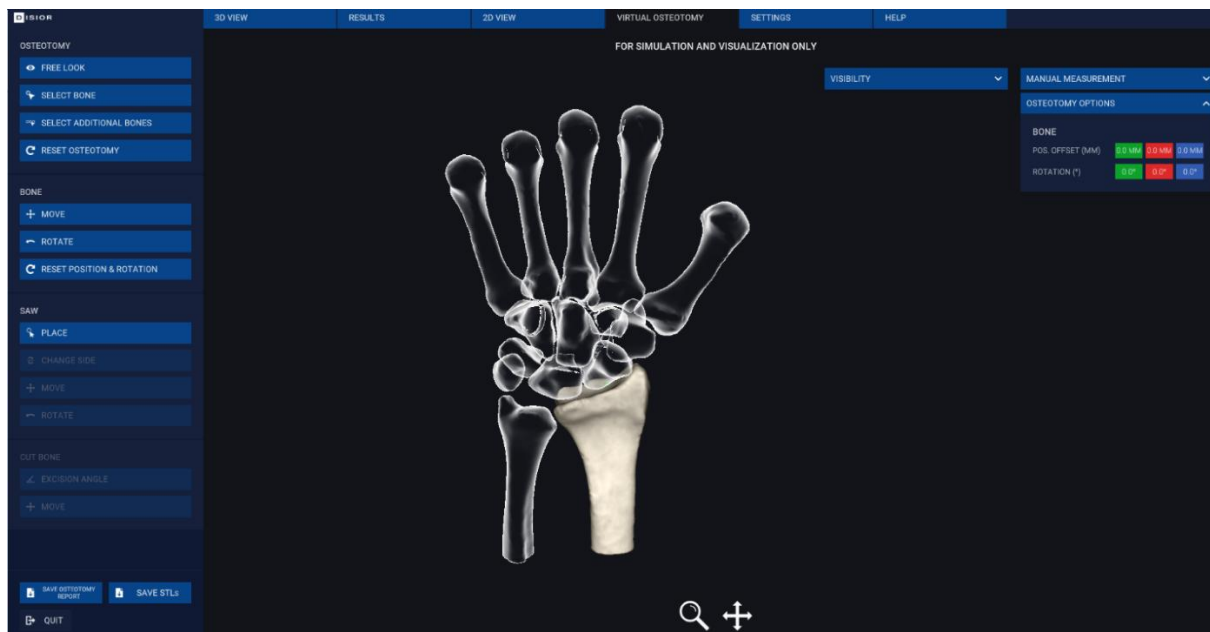 DISIOR
3D VIEW
RESULTS
2D VIEW
VIRTUAL OSTEOTOMY
SETTINGS
HELP
FOR SIMULATION AND VISUALIZATION ONLY
OSTEOTOMY
FREE LOOK
SELECT BONE
SELECT ADDITIONAL BONES
RESET OSTEOTOMY
BONE
MOVE
ROTATE
RESET POSITION & ROTATION
SAW
PLACE
CHANGE SIDE
MOVE
ROTATE
CUT BONE
EXCISION ANGLE
MOVE
SAVE OSTEOTOMY
REPORT
SAVE STLs
QUIT
VISIBILITY
MANUAL MEASUREMENT
OSTEOTOMY OPTIONS
BONE
POS. OFFSET (MM) 0.0 MM 0.0 MM 0.0 MM
ROTATION (°) 0.0° 0.0° 0.0°